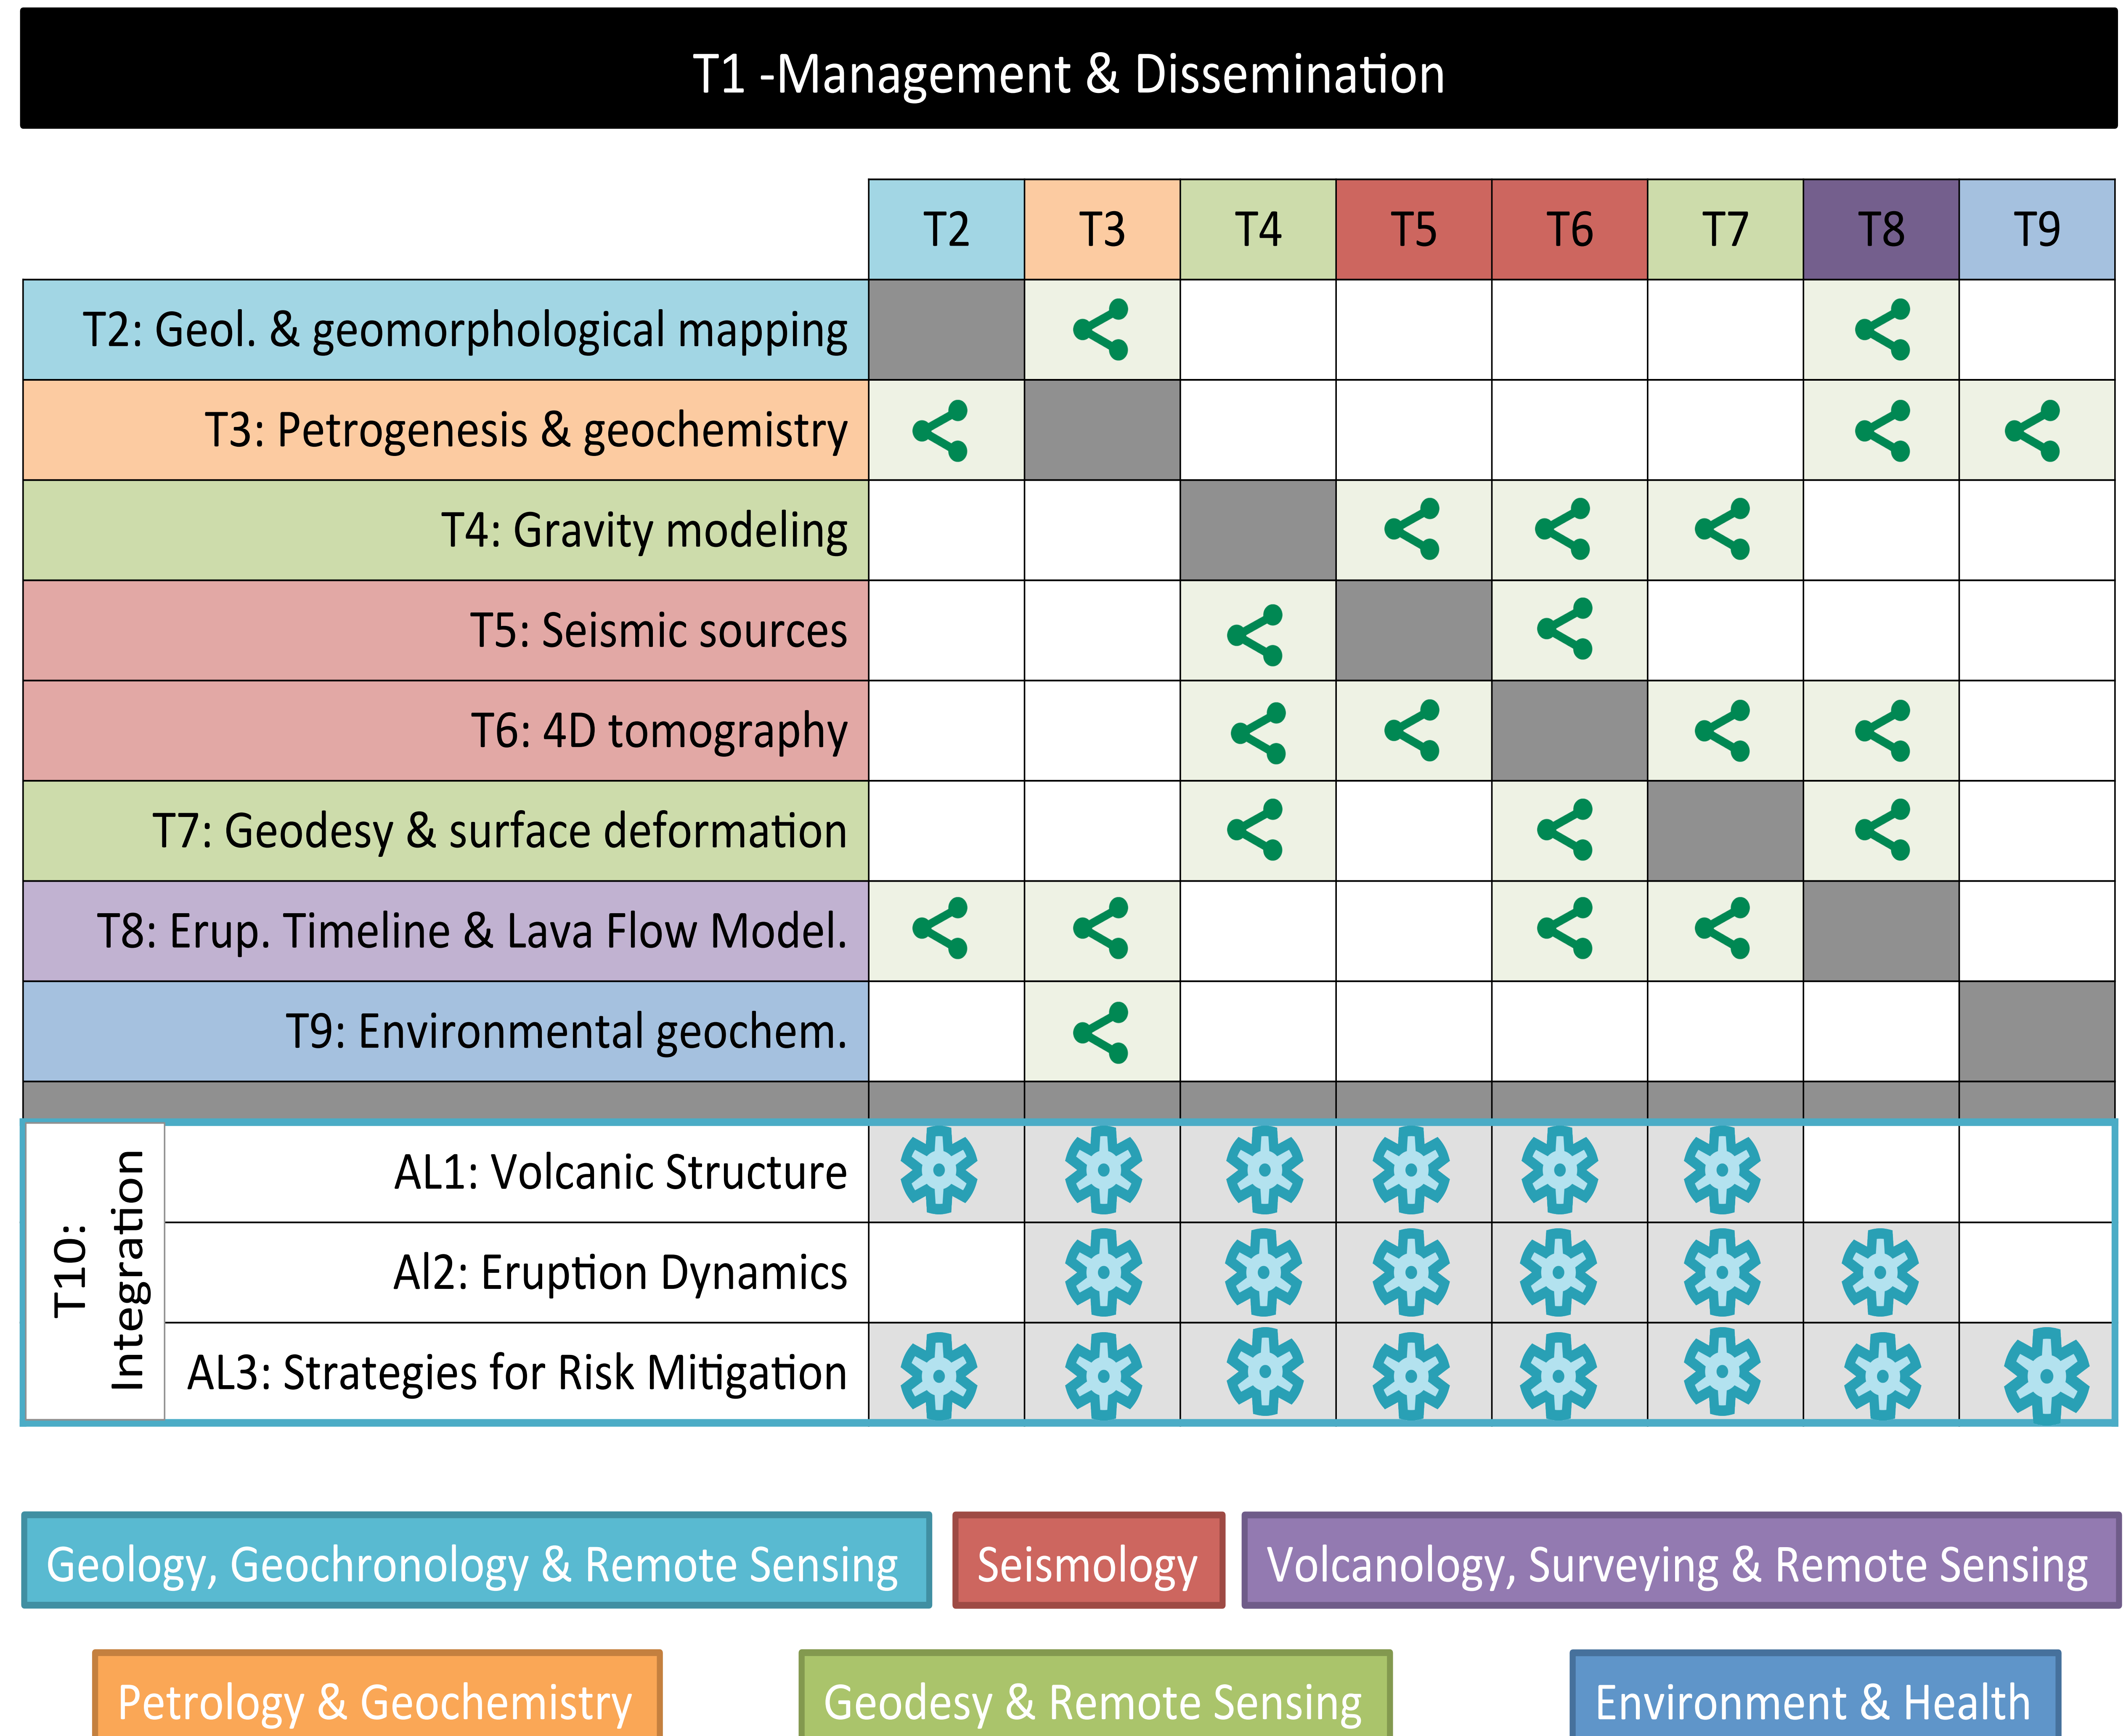 T1 -Management & Dissemination
T2 T3 T4 T5 T6 T7 T8 T9
T2: Geol. & geomorphological mapping
T3: Petrogenesis & geochemistry
T4: Gravity modeling
T5: Seismic sources
T6: 4D tomography
T7: Geodesy & surface deformation
T8: Erup. Timeline & Lava Flow Model.
T9: Environmental geochem.
T10:
Integration
AL1: Volcanic Structure
Al2: Eruption Dynamics
AL3: Strategies for Risk Mitigation
Geology, Geochronology & Remote Sensing
Seismology
Volcanology, Surveying & Remote Sensing
Petrology & Geochemistry
Geodesy & Remote Sensing
Environment & Health